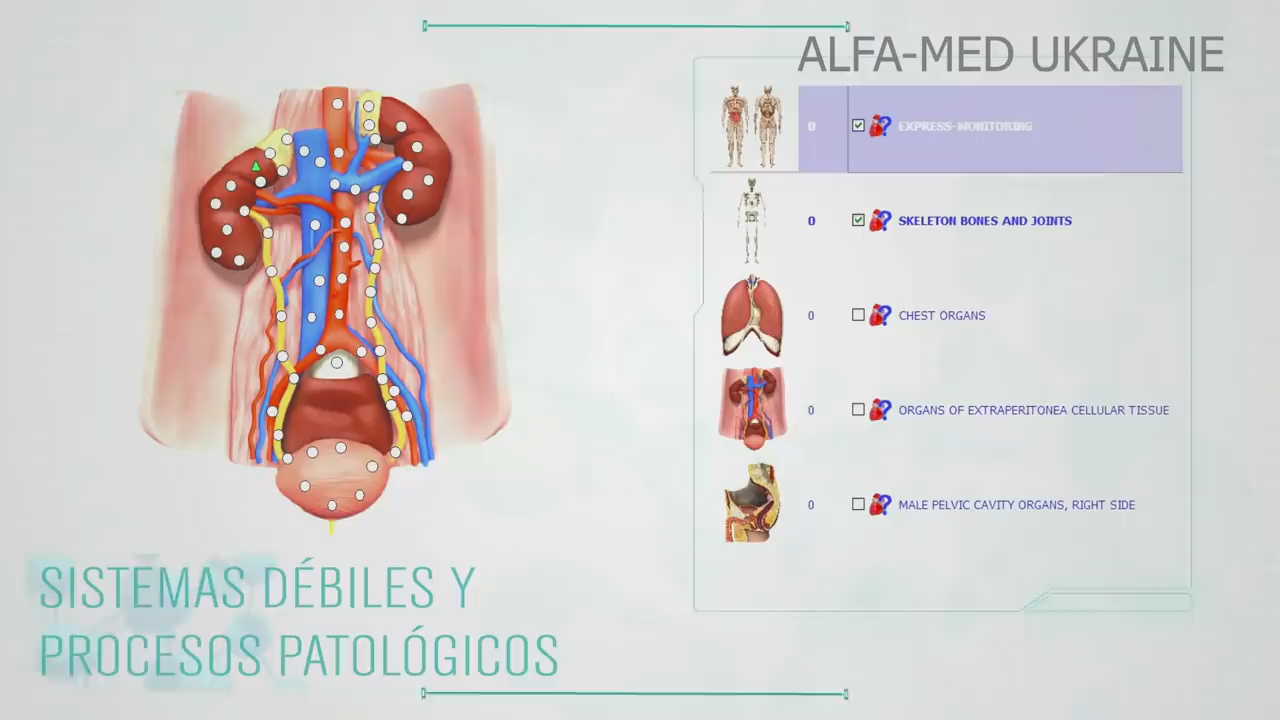 ALFA-MED UKRAINE
0 EXPRESS-MONITORING
0 SKELETON BONES AND JOINTS
0 CHEST ORGANS
0 ORGANS OF EXTRAPERITONEA CELLULAR TISSUE
0 MALE PELVIC CAVITY ORGANS, RIGHT SIDE
SISTEMAS DÉBILES Y
PROCESOS PATOLÓGICOS